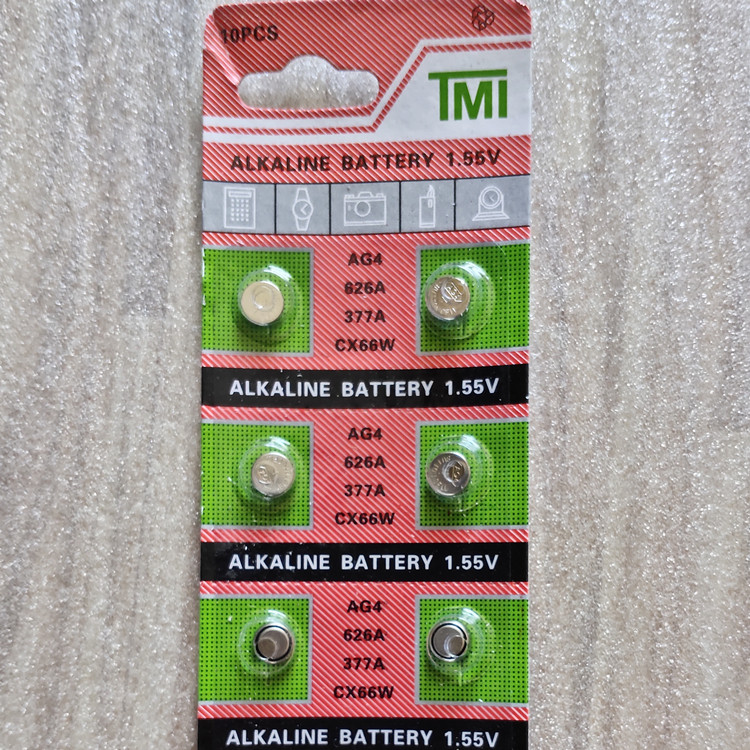 10PCS
TMI
ALKALINE BATTERY 1.55V
AG4
626A
377A
CX66W
ALKALINE BATTERY 1.55V
AG4
626A
377A
CX66W
ALKALINE BATTERY 1.55V
AG4
626A
377A
CX66W
ALKALINE BATTERY 1.55V